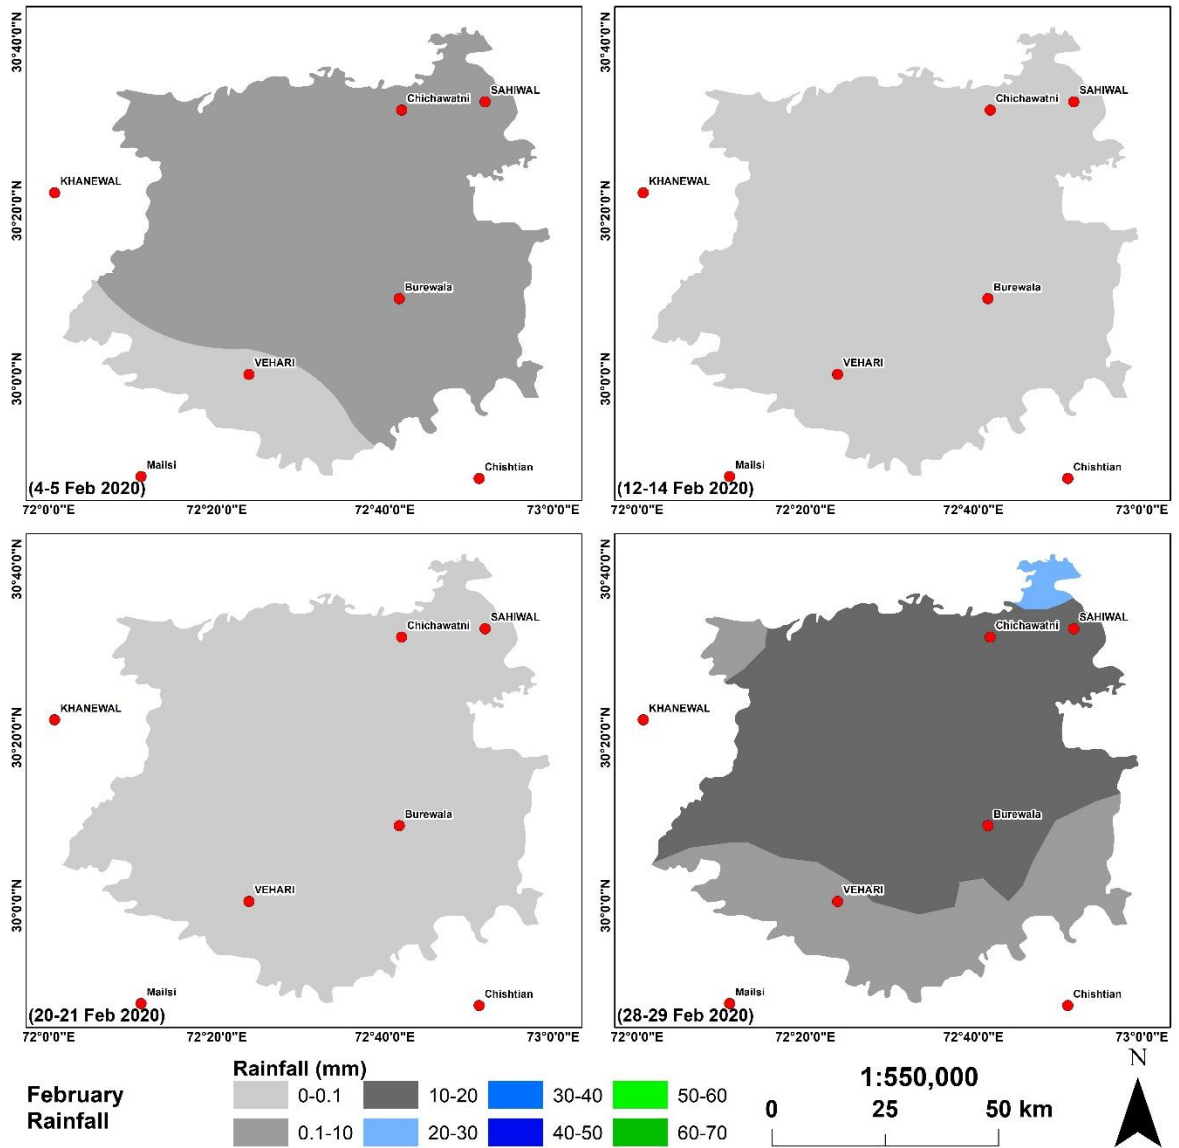 30°40'0"N
30°20'0"N
30°0'0"N
Chichawatni
SAHIWAL
KHANEWAL
Burewala
VEHARI
Mailsi
Chishtian
(4-5 Feb 2020)
72°0'0"E
72°20'0"E
72°40'0"E
73°0'0"E
30°40'0"N
30°20'0"N
30°0'0"N
Chichawatni
SAHIWAL
KHANEWAL
Burewala
VEHARI
Mailsi
Chishtian
(12-14 Feb 2020)
72°0'0"E
72°20'0"E
72°40'0"E
73°0'0"E
30°40'0"N
30°20'0"N
30°0'0"N
Chichawatni
SAHIWAL
KHANEWAL
Burewala
VEHARI
Mailsi
Chishtian
(20-21 Feb 2020)
72°0'0"E
72°20'0"E
72°40'0"E
73°0'0"E
30°40'0"N
30°20'0"N
30°0'0"N
Chichawatni
SAHIWAL
KHANEWAL
Burewala
VEHARI
Mailsi
Chishtian
(28-29 Feb 2020)
72°0'0"E
72°20'0"E
72°40'0"E
73°0'0"E
February
Rainfall
Rainfall (mm)
0-0.1
10-20
30-40
50-60
0.1-10
20-30
40-50
60-70
1:550,000
0 25 50 km
N